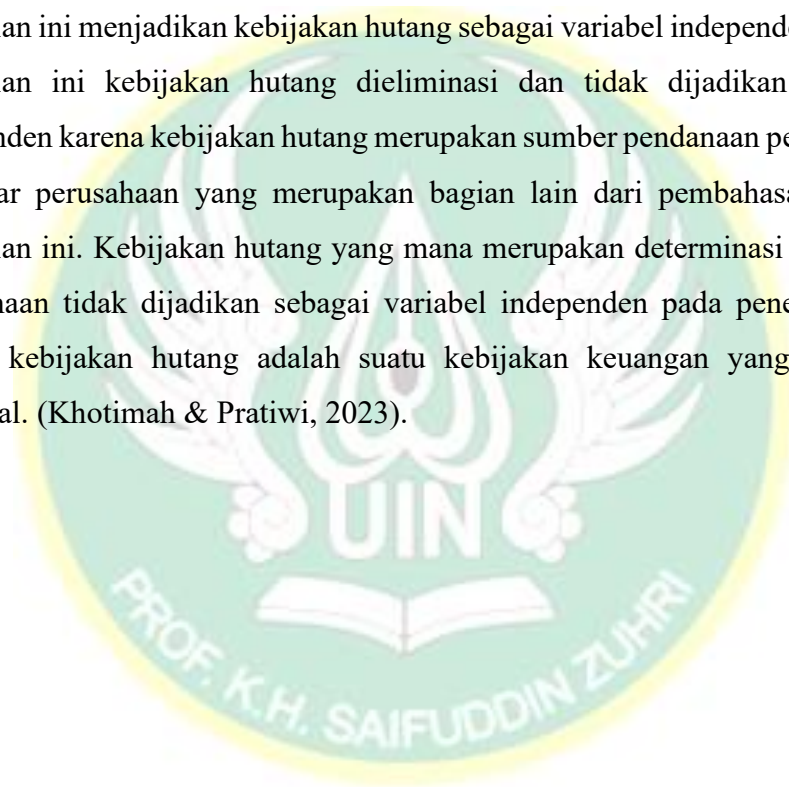 an ini menjadikan kebijakan hutang sebagai variabel independ
an ini kebijakan hutang dieliminasi dan tidak dijadikan
nden karena kebijakan hutang merupakan sumber pendanaan pe
ar perusahaan yang merupakan bagian lain dari pembahasa
an ini. Kebijakan hutang yang mana merupakan determinasi
naan tidak dijadikan sebagai variabel independen pada pene
kebijakan hutang adalah suatu kebijakan keuangan yang
al. (Khotimah & Pratiwi, 2023).
UIN
PROF. K.H. SAIFUDDIN ZUHRI